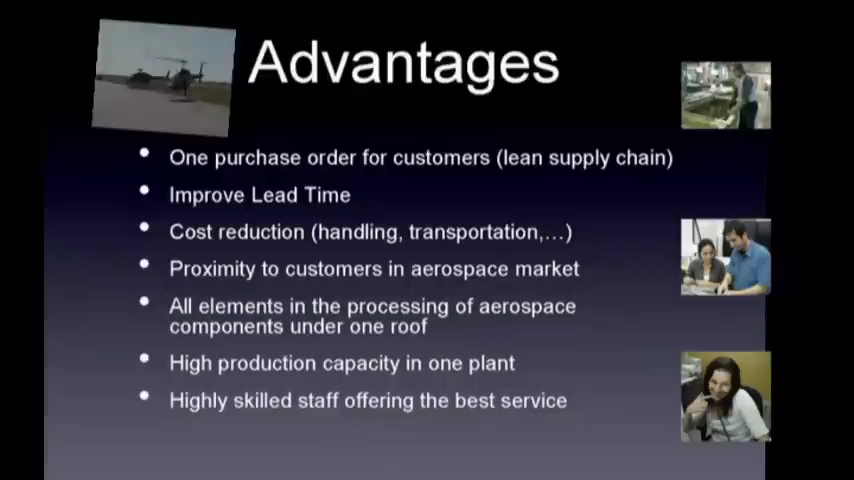 Advantages
• One purchase order for customers (lean supply chain)
• Improve Lead Time
• Cost reduction (handling, transportation,...)
• Proximity to customers in aerospace market
• All elements in the processing of aerospace
components under one roof
• High production capacity in one plant
• Highly skilled staff offering the best service